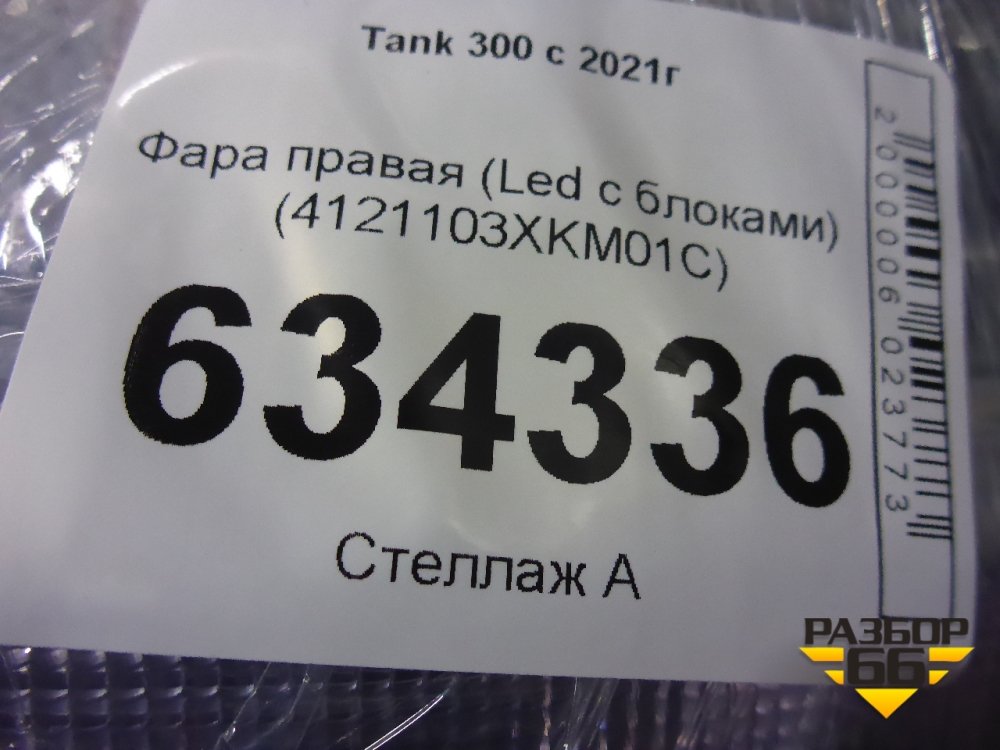 Tank 300 с 2021г
Фара правая (Led с блоками)
(4121103XKM01C)
634336
Стеллаж А
2000006023773
РАЗБОР
66